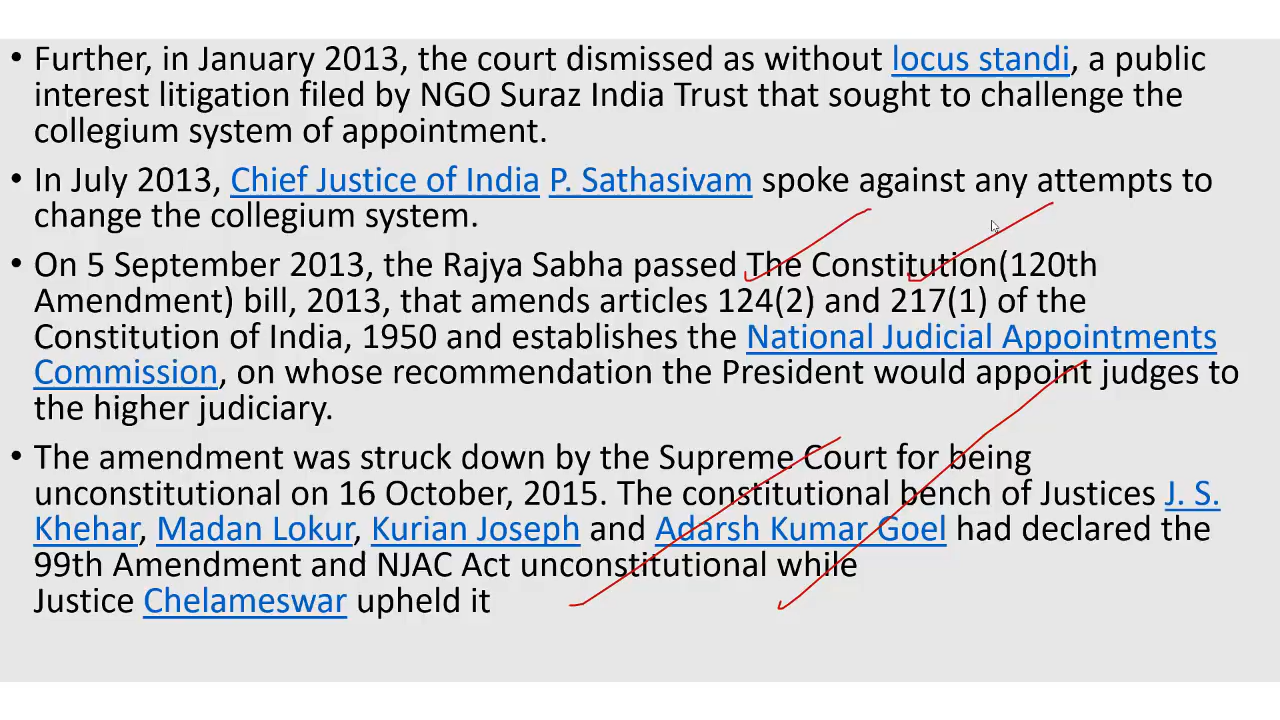 • Further, in January 2013, the court dismissed as without locus standi, a public
interest litigation filed by NGO Suraz India Trust that sought to challenge the
collegium system of appointment.
• In July 2013, Chief Justice of India P. Sathasivam spoke against any attempts to
change the collegium system.
• On 5 September 2013, the Rajya Sabha passed The Constitution(120th
Amendment) bill, 2013, that amends articles 124(2) and 217(1) of the
Constitution of India, 1950 and establishes the National Judicial Appointments
Commission, on whose recommendation the President would appoint judges to
the higher judiciary.
• The amendment was struck down by the Supreme Court for being
unconstitutional on 16 October, 2015. The constitutional bench of Justices J. S.
Khehar, Madan Lokur, Kurian Joseph and Adarsh Kumar Goel had declared the
99th Amendment and NJAC Act unconstitutional while
Justice Chelameswar upheld it